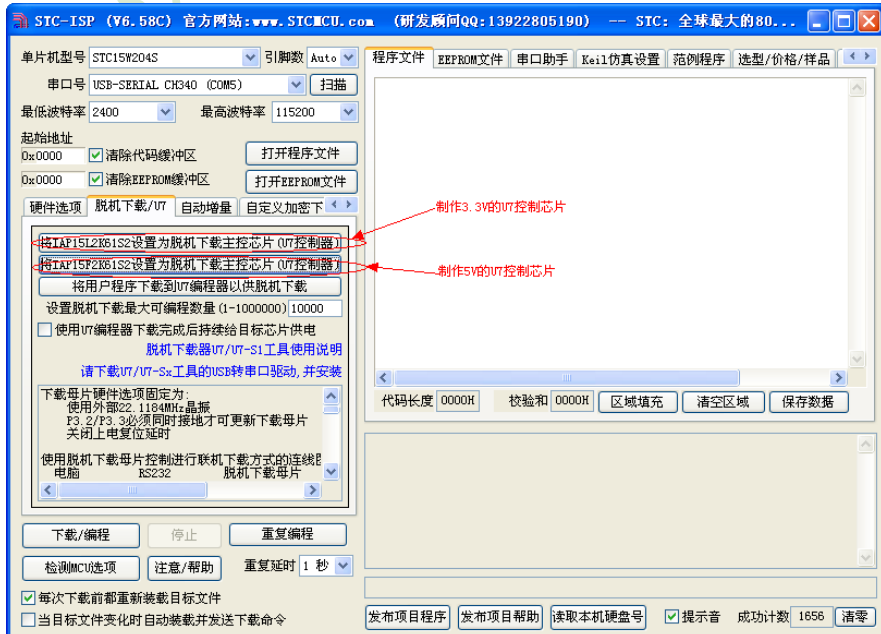 STC-ISP (V6.58C) 官方网站:www.STCMCU.com (研发顾问QQ:13922805190) -- STC: 全球最大的80...
单片机型号 STC15W204S 引脚数 Auto
串口号 USB-SERIAL CH340 (COM5) 扫描
最低波特率 2400 最高波特率 115200
起始地址
0x0000 清除代码缓冲区 打开程序文件
0x0000 清除EEPROM缓冲区 打开EEPROM文件
硬件选项 脱机下载/U7 自动增量 自定义加密下
将IAP15L2K61S2设置为脱机下载主控芯片(U7控制器)
将IAP15F2K61S2设置为脱机下载主控芯片(U7控制器)
将用户程序下载到U7编程器以供脱机下载
设置脱机下载最大可编程数量(1-1000000) 10000
使用U7编程器下载完成后持续给目标芯片供电
脱机下载器U7/U7-S1工具使用说明
请下载U7/U7-Sx工具的USB转串口驱动,并安装
下载母片硬件选项固定为:
使用外部22.1184MHz晶振
P3.2/P3.3必须同时接地才可更新下载母片
关闭上电复位延时
使用脱机下载母片控制进行联机下载方式的连线
电脑 RS232 脱机下载母片
下载/编程 停止 重复编程
检测MCU选项 注意/帮助 重复延时 1 秒
每次下载前都重新装载目标文件
当目标文件变化时自动装载并发送下载命令
程序文件 EEPROM文件 串口助手 Keil仿真设置 范例程序 选型/价格/样品
制作3.3V的U7控制芯片
制作5V的U7控制芯片
代码长度 0000H 校验和 0000H 区域填充 清空区域 保存数据
发布项目程序 发布项目帮助 读取本机硬盘号 提示音 成功计数 1656 清零